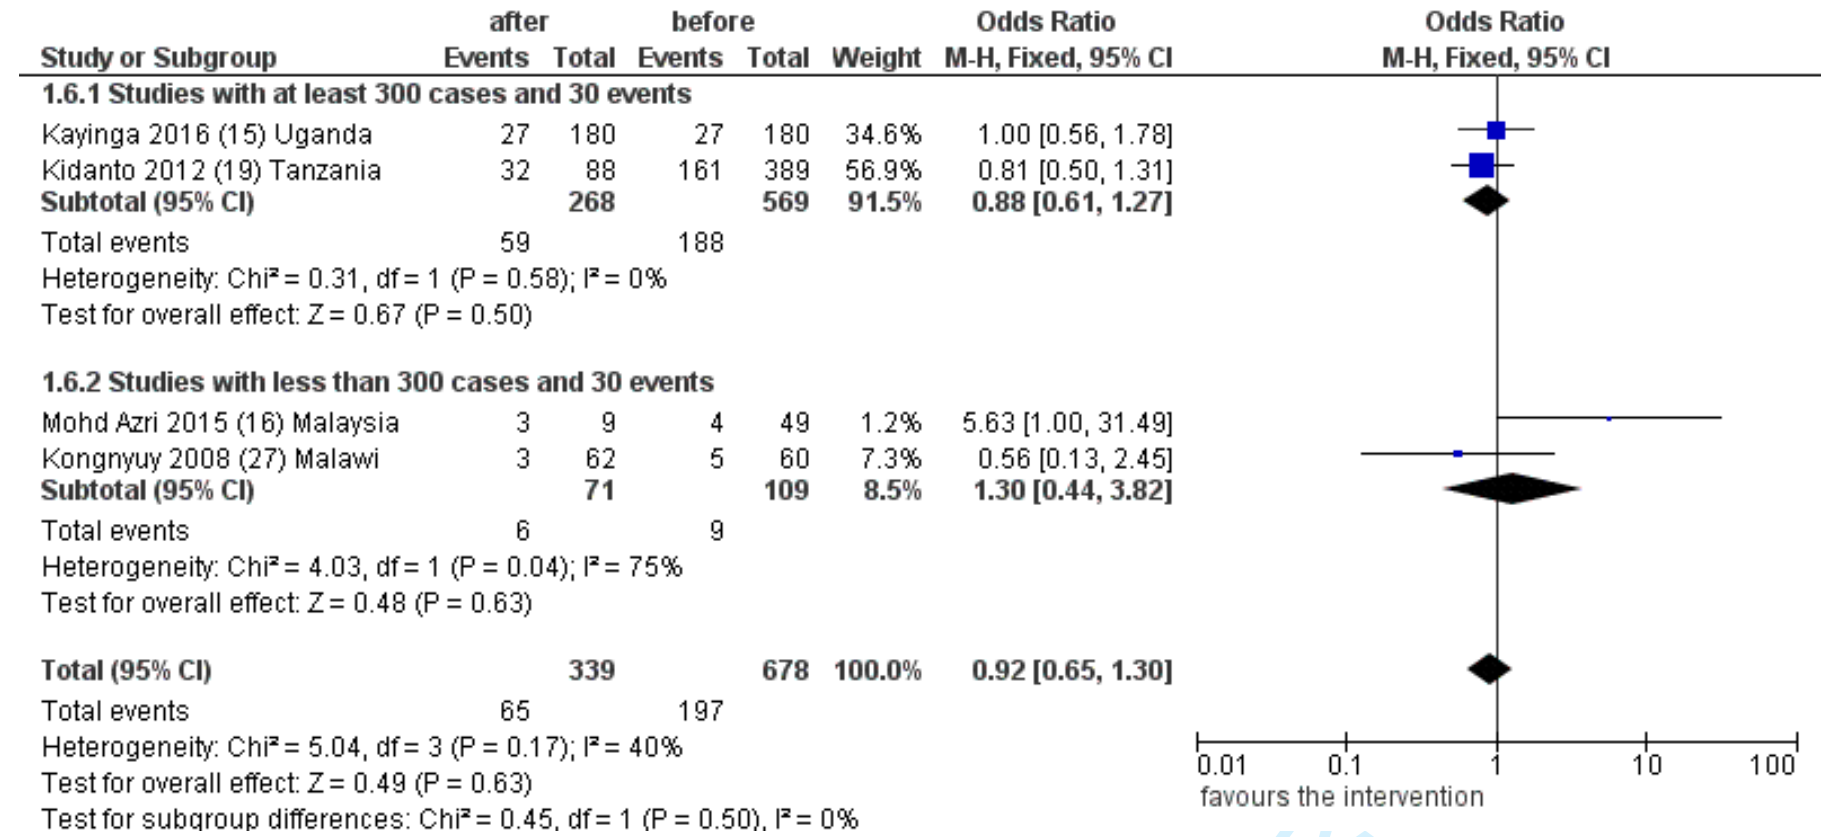 after before Odds Ratio Odds Ratio
Study or Subgroup Events Total Events Total Weight M-H, Fixed, 95% CI M-H, Fixed, 95% CI
1.6.1 Studies with at least 300 cases and 30 events
Kayinga 2016 (15) Uganda 27 180 27 180 34.6% 1.00 [0.56, 1.78]
Kidanto 2012 (19) Tanzania 32 88 161 389 56.9% 0.81 [0.50, 1.31]
Subtotal (95% CI) 268 569 91.5% 0.88 [0.61, 1.27]
Total events 59 188
Heterogeneity: Chi² = 0.31, df = 1 (P = 0.58); I² = 0%
Test for overall effect: Z = 0.67 (P = 0.50)
1.6.2 Studies with less than 300 cases and 30 events
Mohd Azri 2015 (16) Malaysia 3 9 4 49 1.2% 5.63 [1.00, 31.49]
Kongnyuy 2008 (27) Malawi 3 62 5 60 7.3% 0.56 [0.13, 2.45]
Subtotal (95% CI) 71 109 8.5% 1.30 [0.44, 3.82]
Total events 6 9
Heterogeneity: Chi² = 4.03, df = 1 (P = 0.04); I² = 75%
Test for overall effect: Z = 0.48 (P = 0.63)
Total (95% CI) 339 678 100.0% 0.92 [0.65, 1.30]
Total events 65 197
Heterogeneity: Chi² = 5.04, df = 3 (P = 0.17); I² = 40%
Test for overall effect: Z = 0.49 (P = 0.63)
Test for subgroup differences: Chi² = 0.45, df = 1 (P = 0.50), I² = 0%
0.01 0.1 1 10 100
favours the intervention